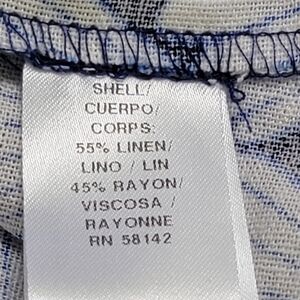 SHELL/
CUERPO/
CORPS:
55% LINEN/
LINO / LIN
45% RAYON/
VISCOSA /
RAYONNE
RN 58142